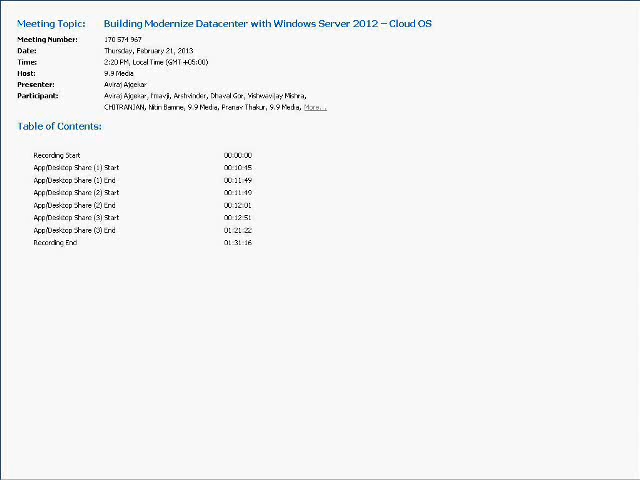 Meeting Topic: Building Modernize Datacenter with Windows Server 2012 – Cloud OS
Meeting Number: 170 574 967
Date: Thursday, February 21, 2013
Time: 2:20 PM, Local Time (GMT +05:00)
Host: 9.9 Media
Presenter: Aviraj Ajgekar
Participant: Aviraj Ajgekar, Arshvinder, Dhaval Gor, Vishwavijay Mishra,
CHITRANJAN, Nitin Bamne, 9.9 Media, Pranav Thakur, 9.9 Media, More...
Table of Contents:
Recording Start 00:00:00
App/Desktop Share (1) Start 00:10:45
App/Desktop Share (1) End 00:11:49
App/Desktop Share (2) Start 00:11:49
App/Desktop Share (2) End 00:12:01
App/Desktop Share (3) Start 00:12:51
App/Desktop Share (3) End 01:21:22
Recording End 01:31:16